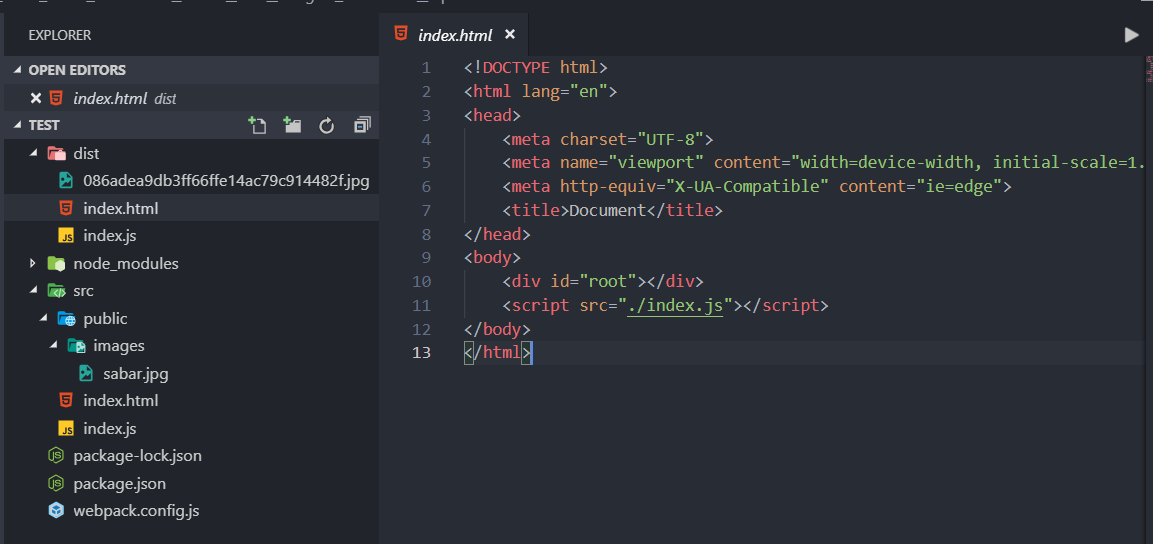 EXPLORER
OPEN EDITORS
index.html dist
TEST
dist
086adea9db3ff66ffe14ac79c914482f.jpg
index.html
index.js
node_modules
src
public
images
sabar.jpg
index.html
index.js
package-lock.json
package.json
webpack.config.js
index.html
1 <!DOCTYPE html>
2 <html lang="en">
3 <head>
4 <meta charset="UTF-8">
5 <meta name="viewport" content="width=device-width, initial-scale=1.
6 <meta http-equiv="X-UA-Compatible" content="ie=edge">
7 <title>Document</title>
8 </head>
9 <body>
10 <div id="root"></div>
11 <script src="./index.js"></script>
12 </body>
13 </html>